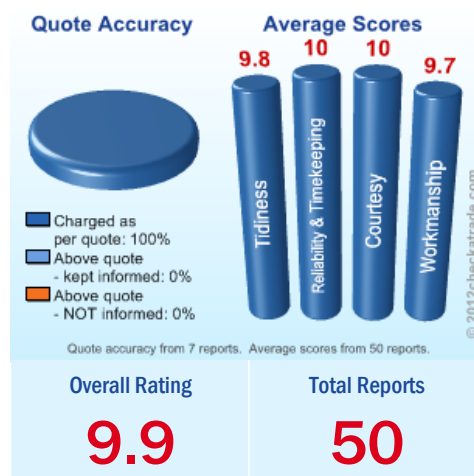 Quote Accuracy
Charged as
per quote: 100%
Above quote
- kept informed: 0%
Above quote
- NOT informed: 0%
Average Scores
9.8
10
10
9.7
Tidiness
Reliability & Timekeeping
Courtesy
Workmanship
© 2012checkatrade.com
Quote accuracy from 7 reports. Average scores from 50 reports.
Overall Rating
9.9
Total Reports
50